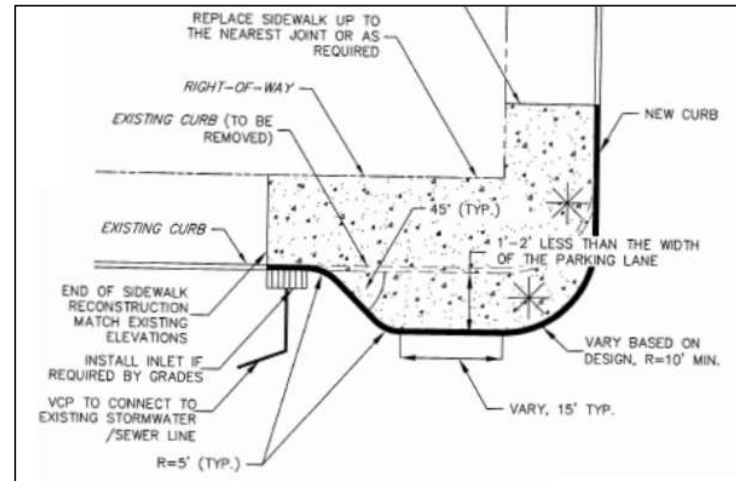 REPLACE SIDEWALK UP TO
THE NEAREST JOINT OR AS
REQUIRED
RIGHT-OF-WAY
EXISTING CURB (TO BE
REMOVED)
NEW CURB
45° (TYP.)
EXISTING CURB
1'-2' LESS THAN THE WIDTH
OF THE PARKING LANE
END OF SIDEWALK
RECONSTRUCTION
MATCH EXISTING
ELEVATIONS
INSTALL INLET IF
REQUIRED BY GRADES
VARY BASED ON
DESIGN, R=10' MIN.
VCP TO CONNECT TO
EXISTING STORMWATER
/SEWER LINE
VARY, 15' TYP.
R=5' (TYP.)